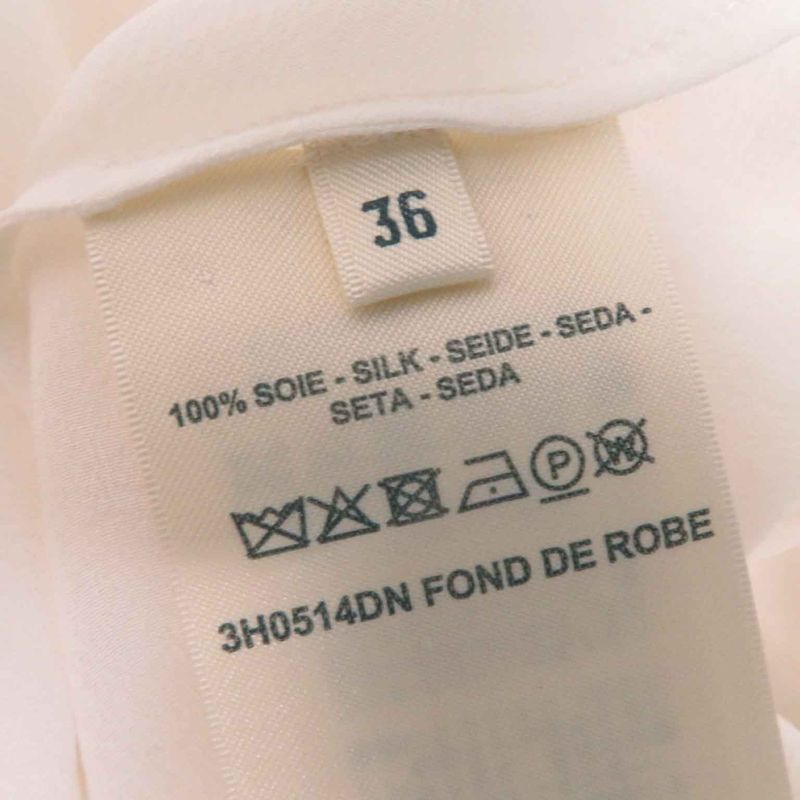 36
100% SOIE - SILK - SEIDE - SEDA -
SETA - SEDA
P W
3H0514DN FOND DE ROBE